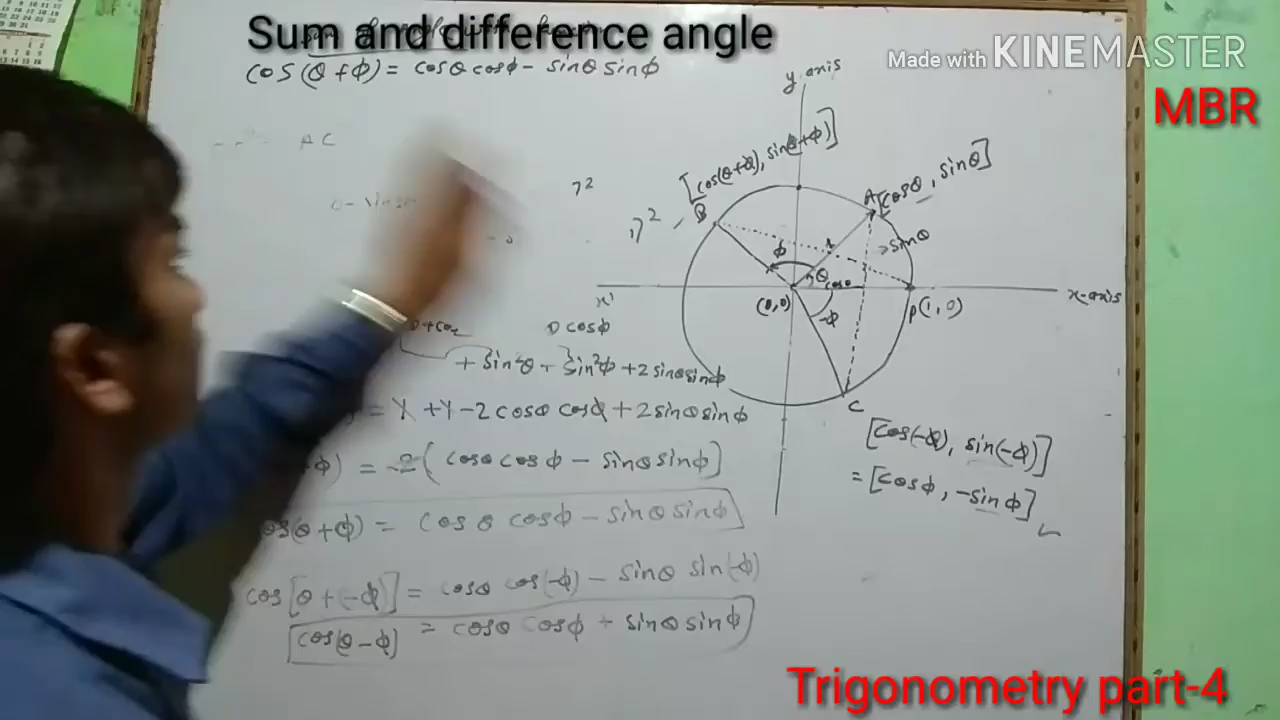 Sum and difference angle
Made with KINEMASTER
MBR
cos(θ+ϕ) = cosθ cosϕ - sinθ sinϕ
y axis
AC
[cos(θ+ϕ), sin(θ+ϕ)]
A [cosθ, sinθ]
B
sinθ
ϕ
θ
cosθ
x'
(0,0)
P(1,0)
x-axis
-ϕ
cosϕ
+ sin²θ + sin²ϕ + 2 sinθ sinϕ
C
= 1 + 1 - 2 cosθ cosϕ + 2 sinθ sinϕ
[cos(-ϕ), sin(-ϕ)]
ϕ) = -2(cosθ cosϕ - sinθ sinϕ]
= [cosϕ, -sinϕ]
cos(θ+ϕ) = cosθ cosϕ - sinθ sinϕ
cos[θ+(-ϕ)] = cosθ cos(-ϕ) - sinθ sin(-ϕ)
cos(θ-ϕ] = cosθ cosϕ + sinθ sinϕ
Trigonometry part-4